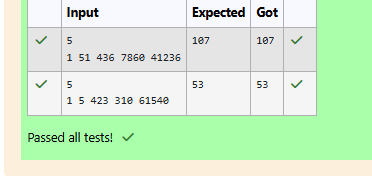 Input Expected Got
5 107 107
1 51 436 7860 41236
5 53 53
1 5 423 310 61540
Passed all tests!